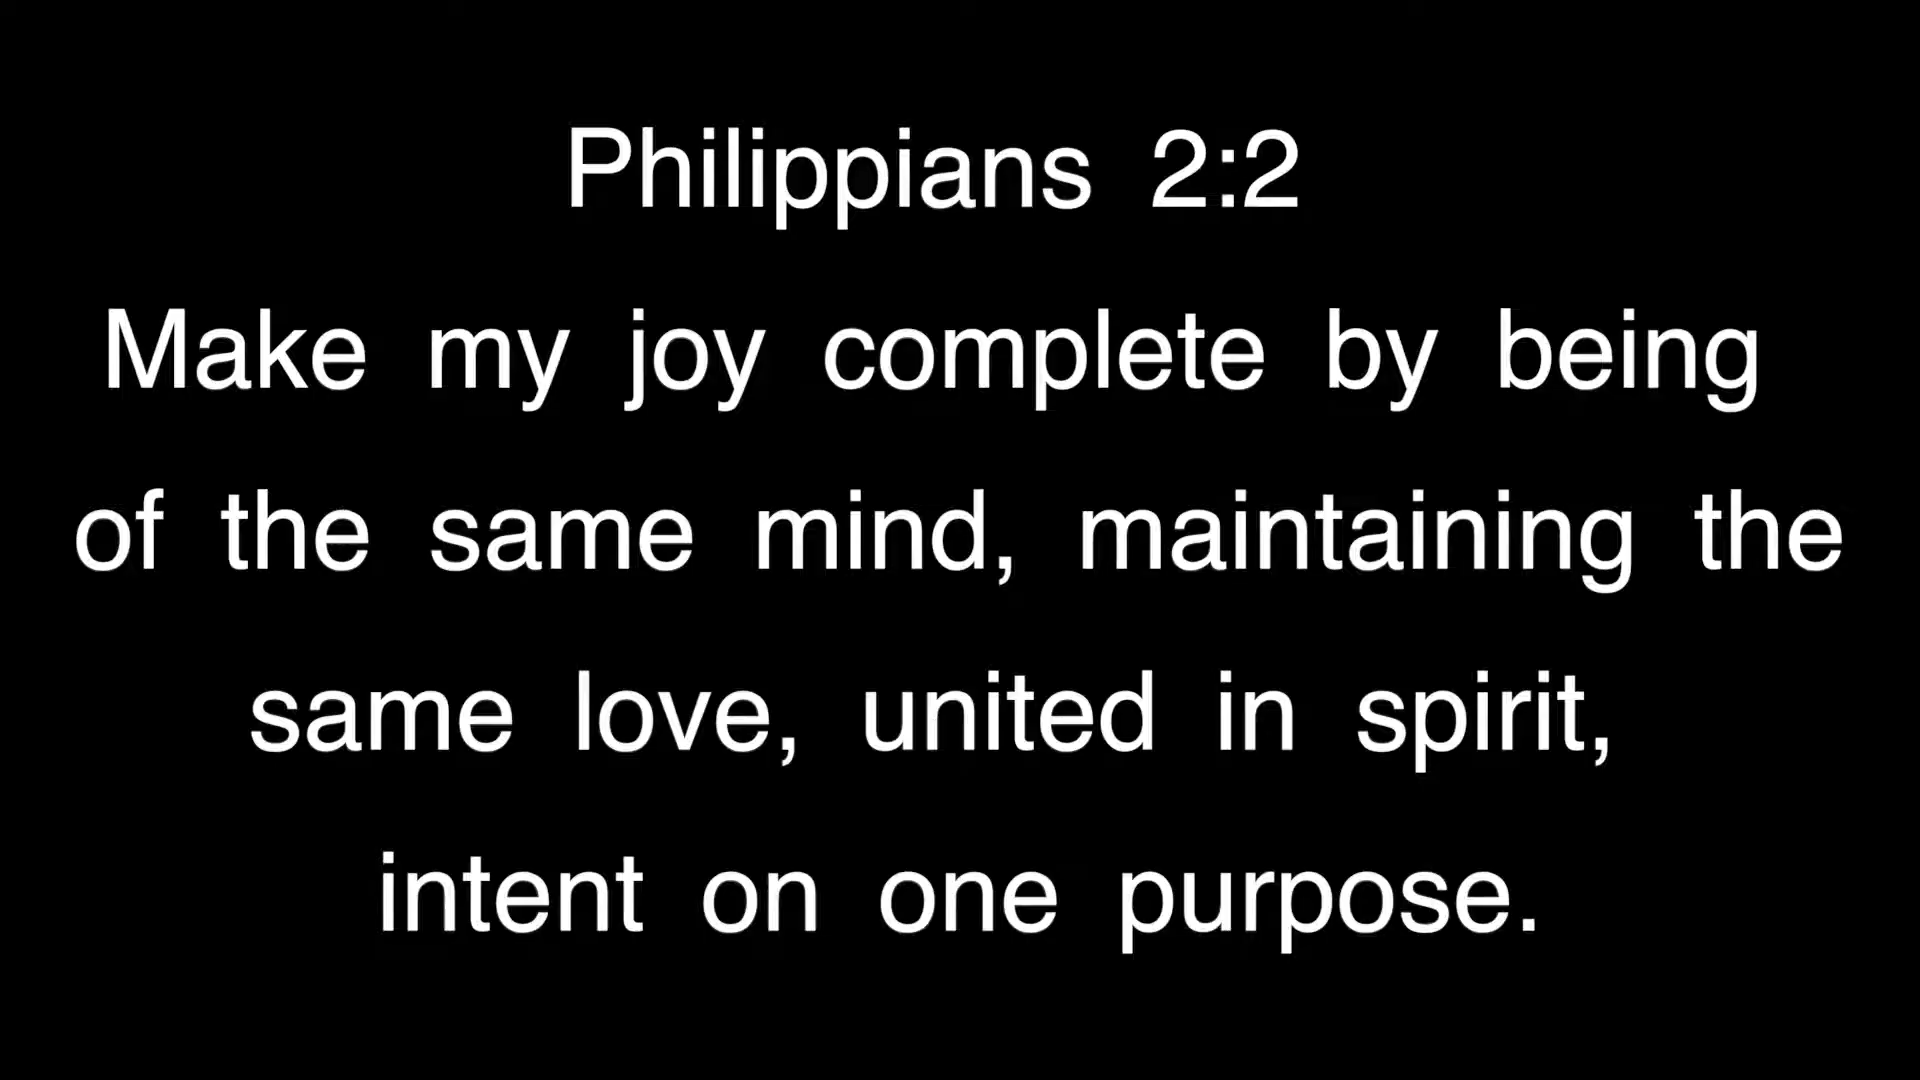 Philippians 2:2
Make my joy complete by being
of the same mind, maintaining the
same love, united in spirit,
intent on one purpose.